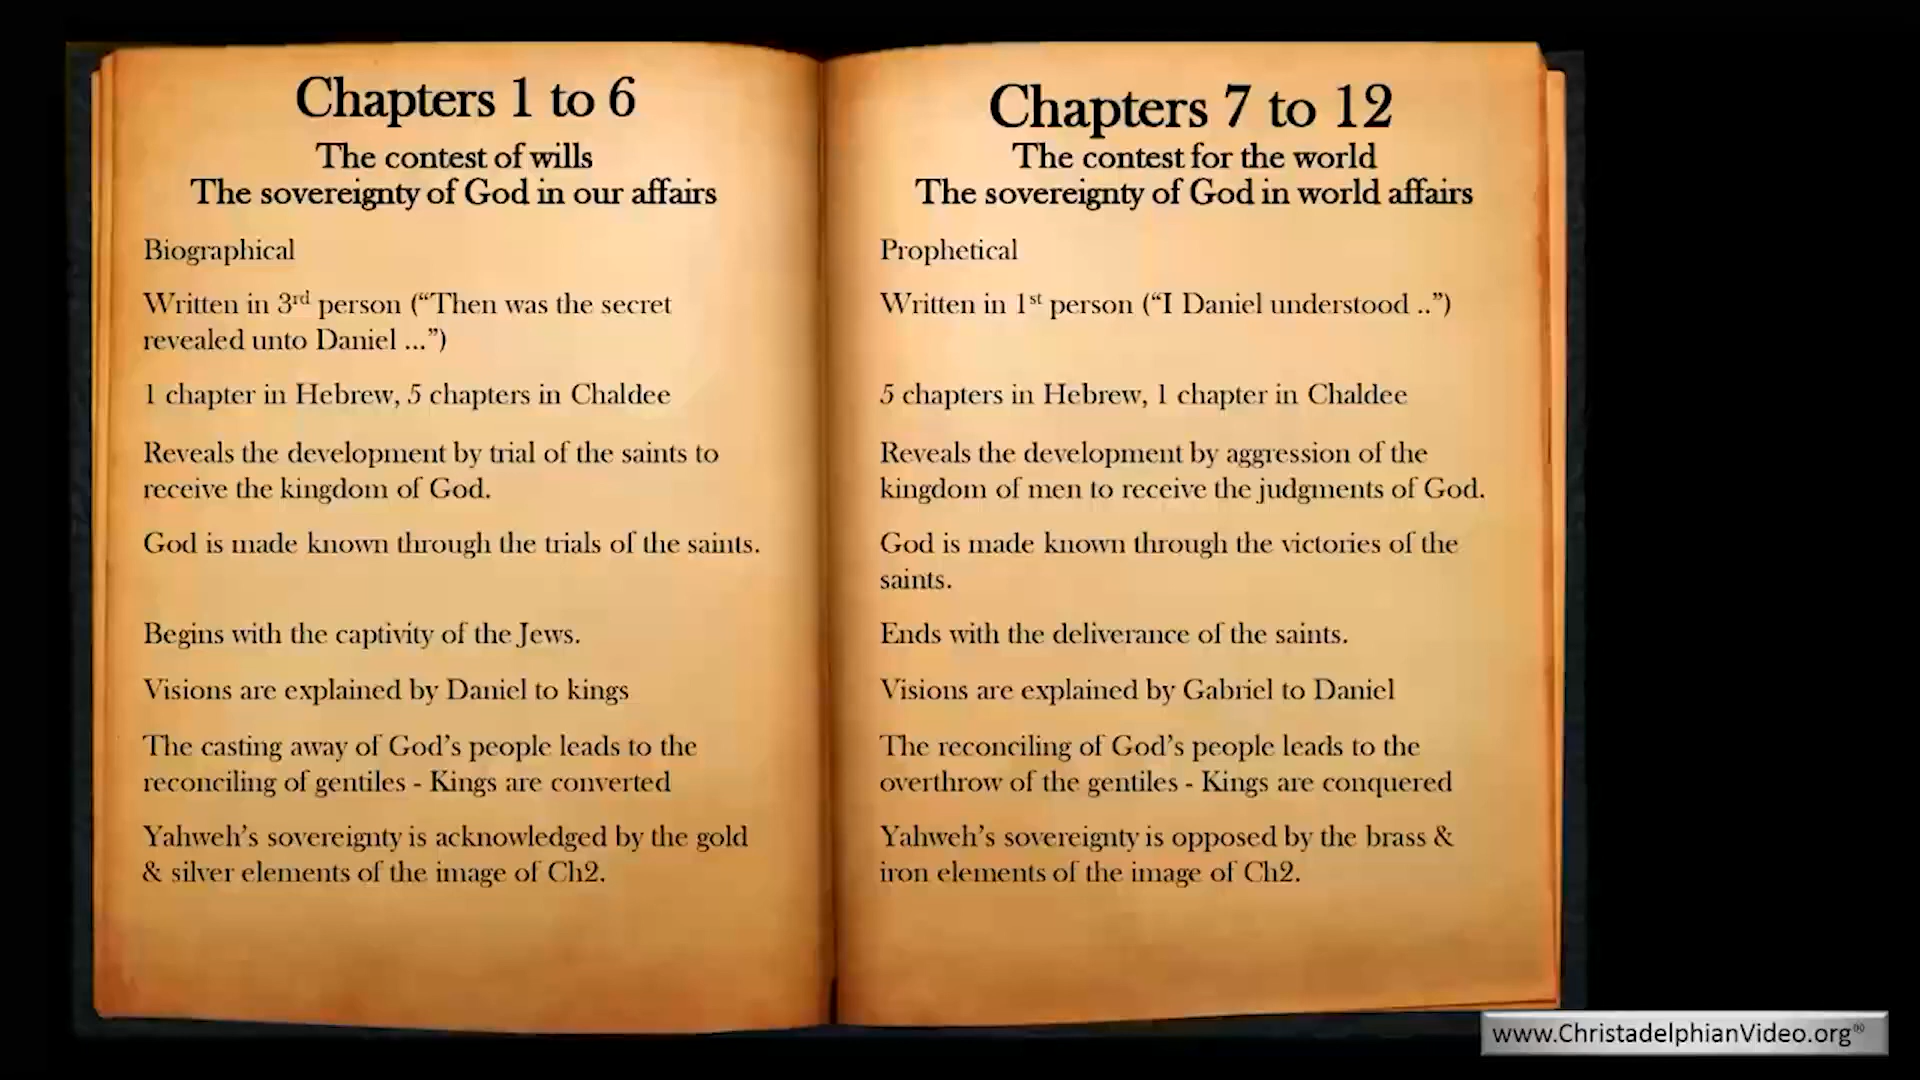 Chapters 1 to 6
The contest of wills
The sovereignty of God in our affairs
Biographical
Written in 3rd person (“Then was the secret
revealed unto Daniel ...”)
1 chapter in Hebrew, 5 chapters in Chaldee
Reveals the development by trial of the saints to
receive the kingdom of God.
God is made known through the trials of the saints.
Begins with the captivity of the Jews.
Visions are explained by Daniel to kings
The casting away of God’s people leads to the
reconciling of gentiles - Kings are converted
Yahweh’s sovereignty is acknowledged by the gold
& silver elements of the image of Ch2.
Chapters 7 to 12
The contest for the world
The sovereignty of God in world affairs
Prophetical
Written in 1st person (“I Daniel understood ..”)
5 chapters in Hebrew, 1 chapter in Chaldee
Reveals the development by aggression of the
kingdom of men to receive the judgments of God.
God is made known through the victories of the
saints.
Ends with the deliverance of the saints.
Visions are explained by Gabriel to Daniel
The reconciling of God’s people leads to the
overthrow of the gentiles - Kings are conquered
Yahweh’s sovereignty is opposed by the brass &
iron elements of the image of Ch2.
www.ChristadelphianVideo.org®